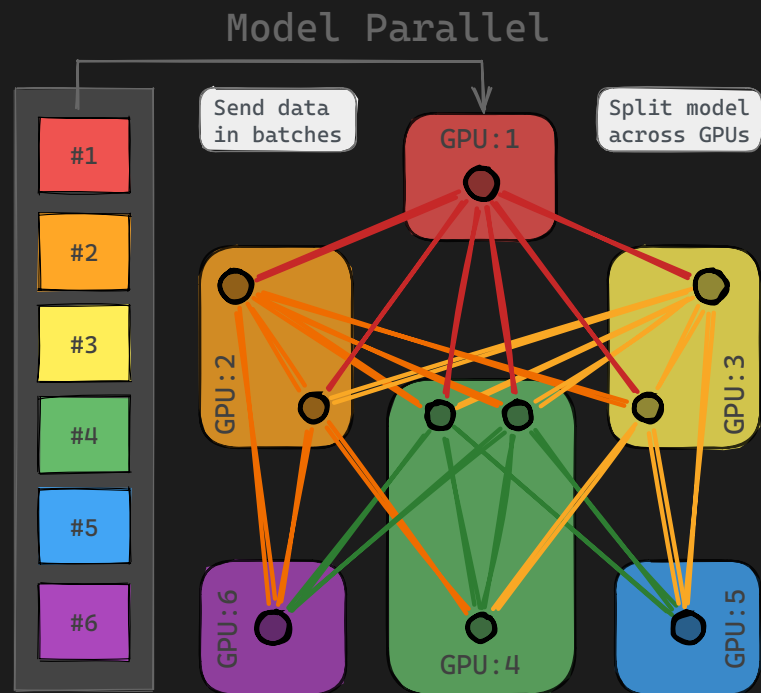 Model Parallel
Send data
in batches
Split model
across GPUs
#1
#2
#3
#4
#5
#6
GPU:1
GPU:2
GPU:3
GPU:6
GPU:4
GPU:5